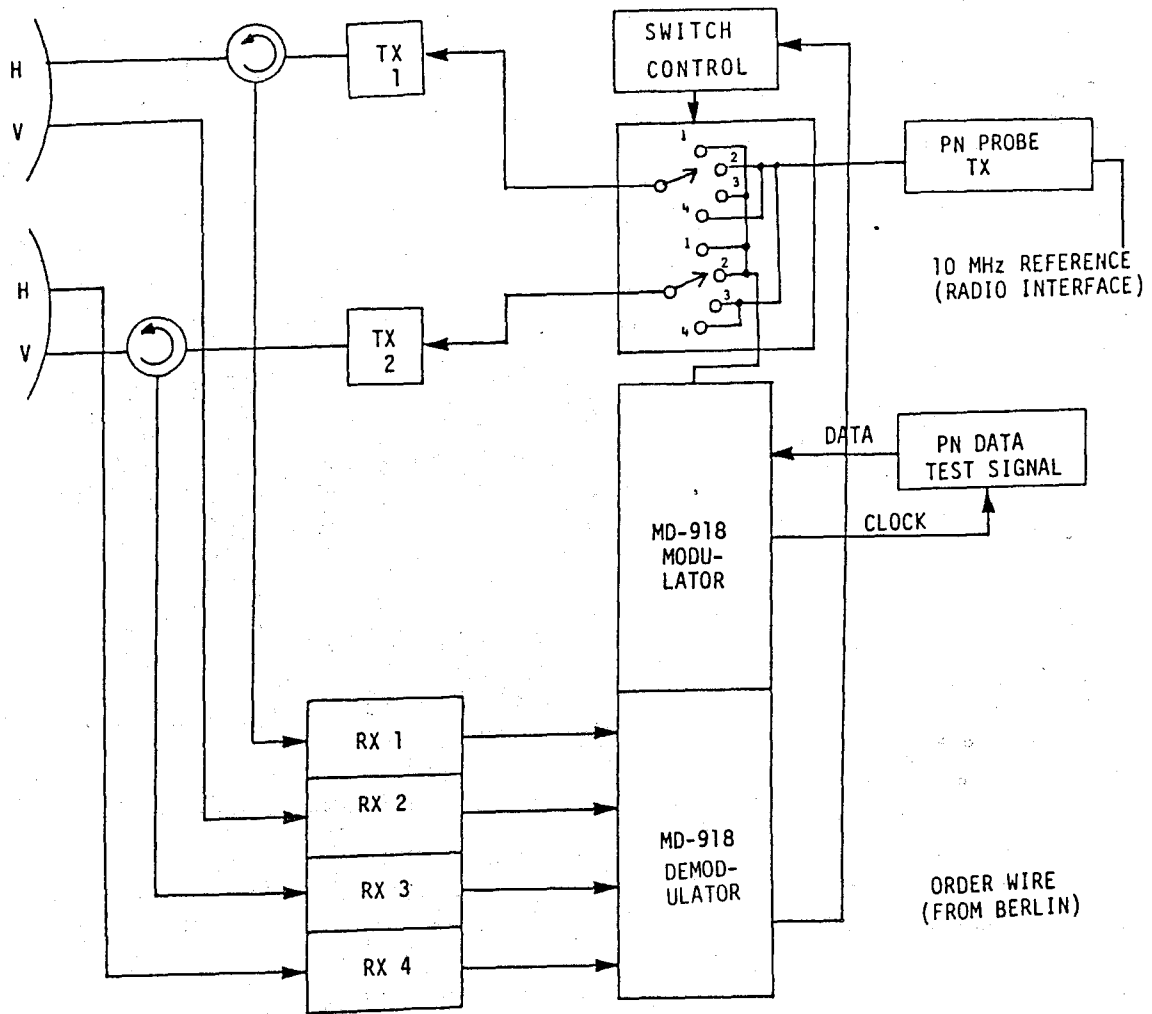 H
V
TX
1
SWITCH
CONTROL
1
2
3
4
1
2
3
4
PN PROBE
TX
10 MHz REFERENCE
(RADIO INTERFACE)
H
V
TX
2
DATA
PN DATA
TEST SIGNAL
CLOCK
MD-918
MODU-
LATOR
RX 1
RX 2
RX 3
RX 4
MD-918
DEMOD-
ULATOR
ORDER WIRE
(FROM BERLIN)